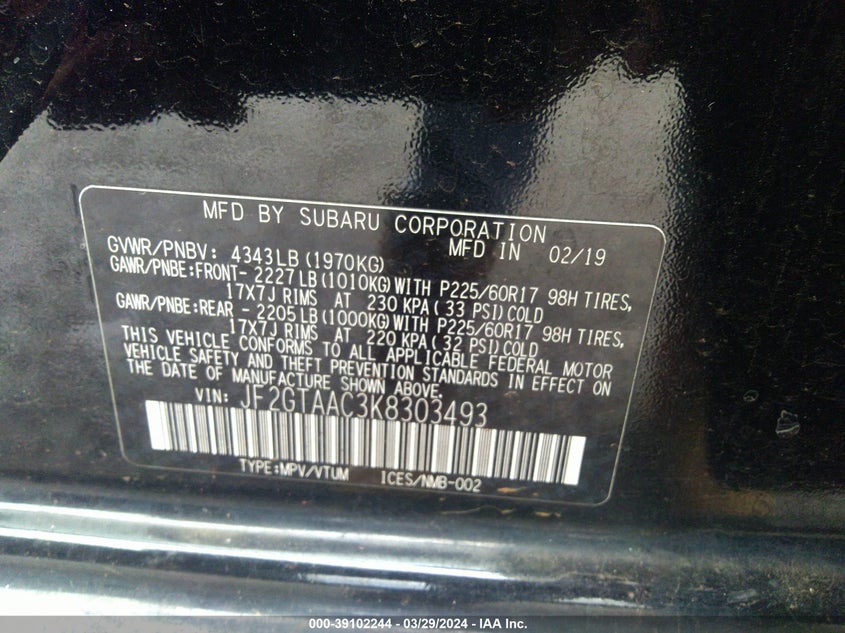 MFD BY SUBARU CORPORATION
GVWR/PNBV: 4343LB(1970KG) MFD IN 02/19
GAWR/PNBE:FRONT- 2227LB(1010KG)WITH P225/60R17 98H TIRES,
17X7J RIMS AT 230 KPA(33 PSI)COLD
GAWR/PNBE:REAR - 2205LB(1000KG)WITH P225/60R17 98H TIRES,
17X7J RIMS AT 220 KPA(32 PSI)COLD
THIS VEHICLE CONFORMS TO ALL APPLICABLE FEDERAL MOTOR
VEHICLE SAFETY AND THEFT PREVENTION STANDARDS IN EFFECT ON
THE DATE OF MANUFACTURE SHOWN ABOVE.
VIN: JF2GTAAC3K8303493
TYPE:MPV/VTUM ICES/NMB-002
000-39102244 - 03/29/2024 - IAA Inc.